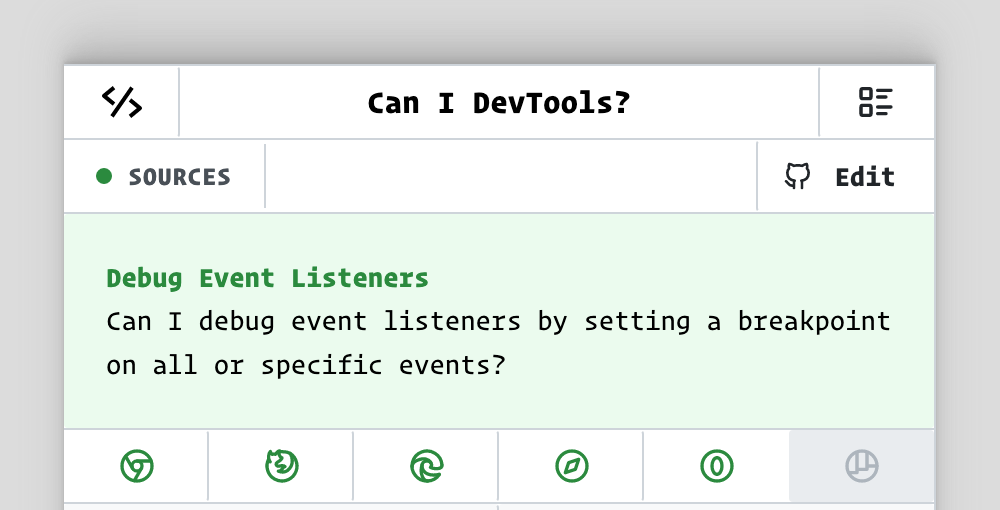 Can I DevTools?
SOURCES
Edit
Debug Event Listeners
Can I debug event listeners by setting a breakpoint
on all or specific events?